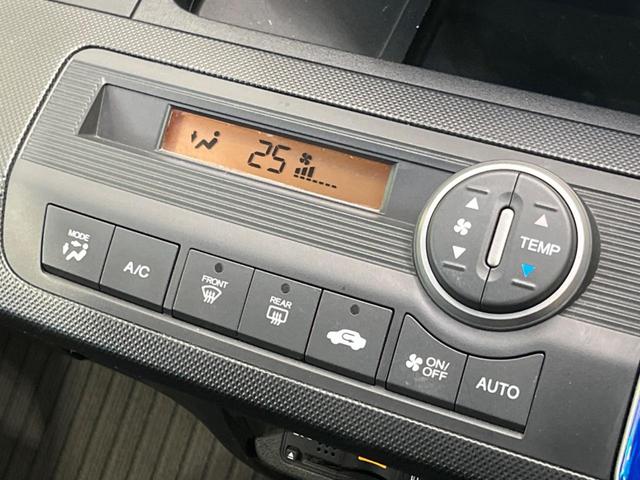 25
TEMP
MODE
A/C
FRONT
REAR
ON/
OFF
AUTO